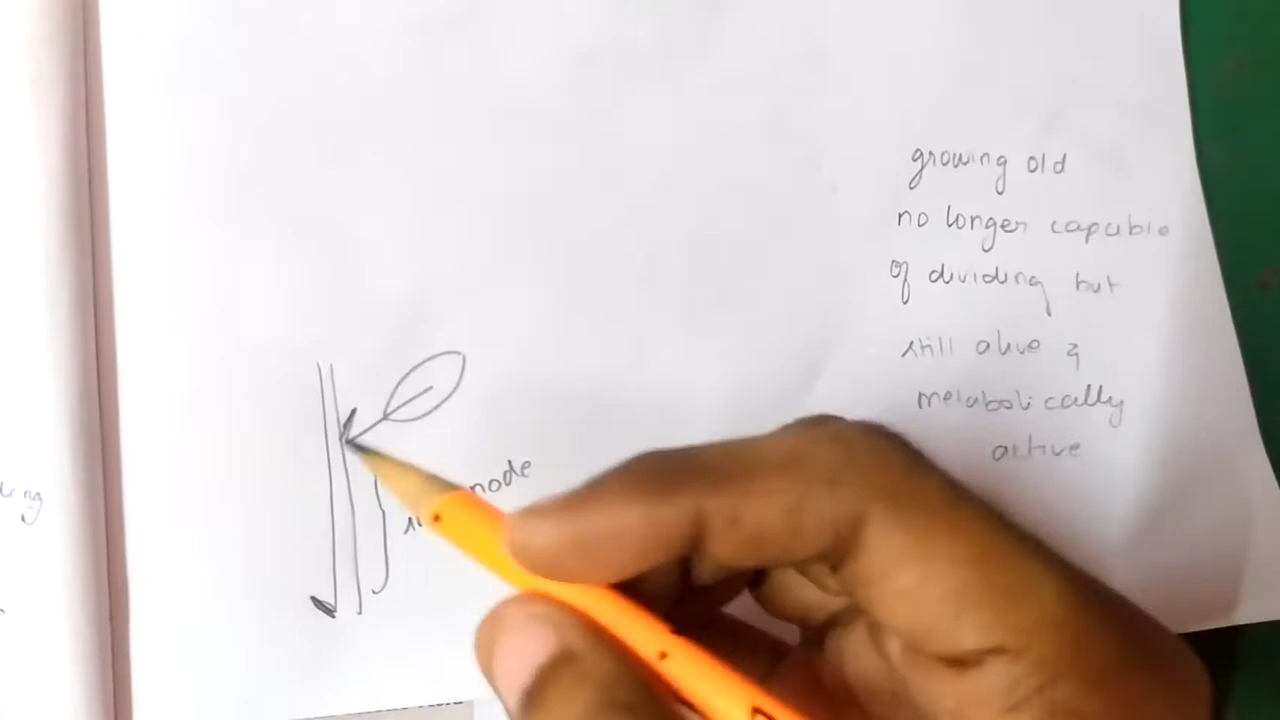 growing old
no longer capable
of dividing but
still alive &
metabolically
active
node